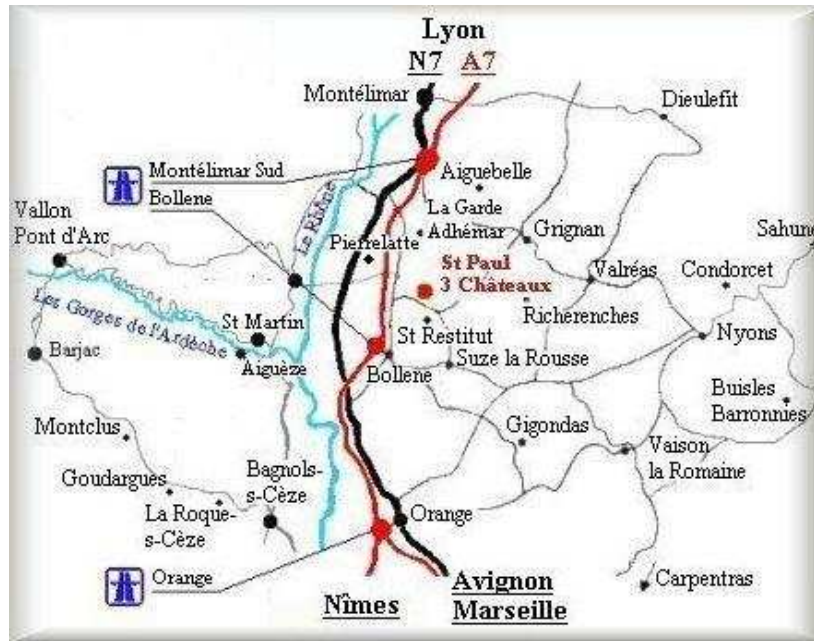 Lyon
N7 A7
Montélimar
Dieulefit
Montélimar Sud
Bollene
Aiguebelle
La Garde
Adhémar
Grignan
Sahune
Vallon
Pont d'Arc
Le Rhône
Pierrelatte
St Paul
3 Châteaux
Valréas
Condorcet
Richerenches
Les Gorges de l'Ardèche
St Martin
St Restitut
Nyons
Barjac
Aiguèze
Bollene
Suze la Rousse
Buisles
Barronnies
Montclus
Gigondas
Vaison
la Romaine
Goudargues
Bagnols-
s-Cèze
La Roque-
s-Cèze
Orange
Orange
Carpentras
Nîmes
Avignon
Marseille